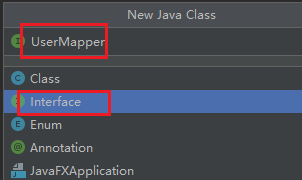 New Java Class
I UserMapper
C Class
I Interface
E Enum
@ Annotation
JavaFXApplication